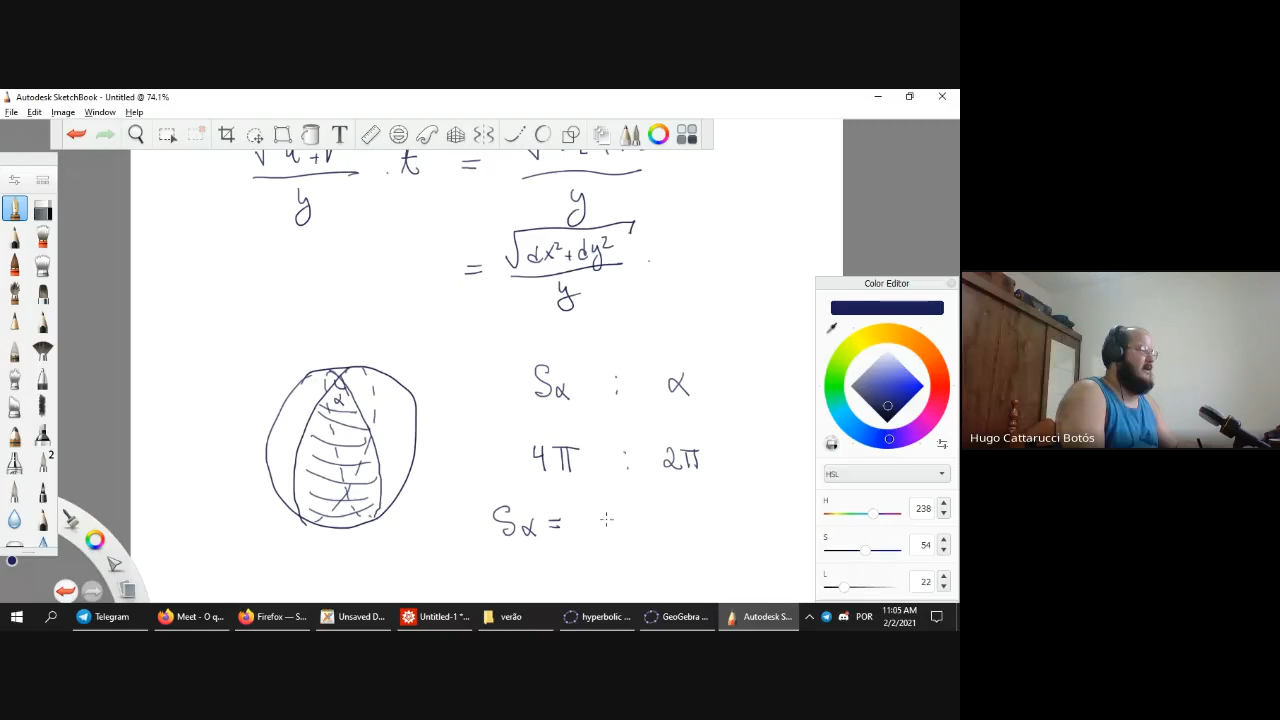 Autodesk SketchBook - Untitled @ 74.1%
File Edit Image Window Help
y . t = y
= √dx²+dy² / y .
α
Sα : α
4π : 2π
Sα =
2
Color Editor
HSL
H 238
S 54
L 22
Hugo Cattarucci Botós
Telegram
Meet - O q...
Firefox — S...
Unsaved D...
Untitled-1 *...
verão
hyperbolic ...
GeoGebra ...
Autodesk S...
POR
11:05 AM
2/2/2021